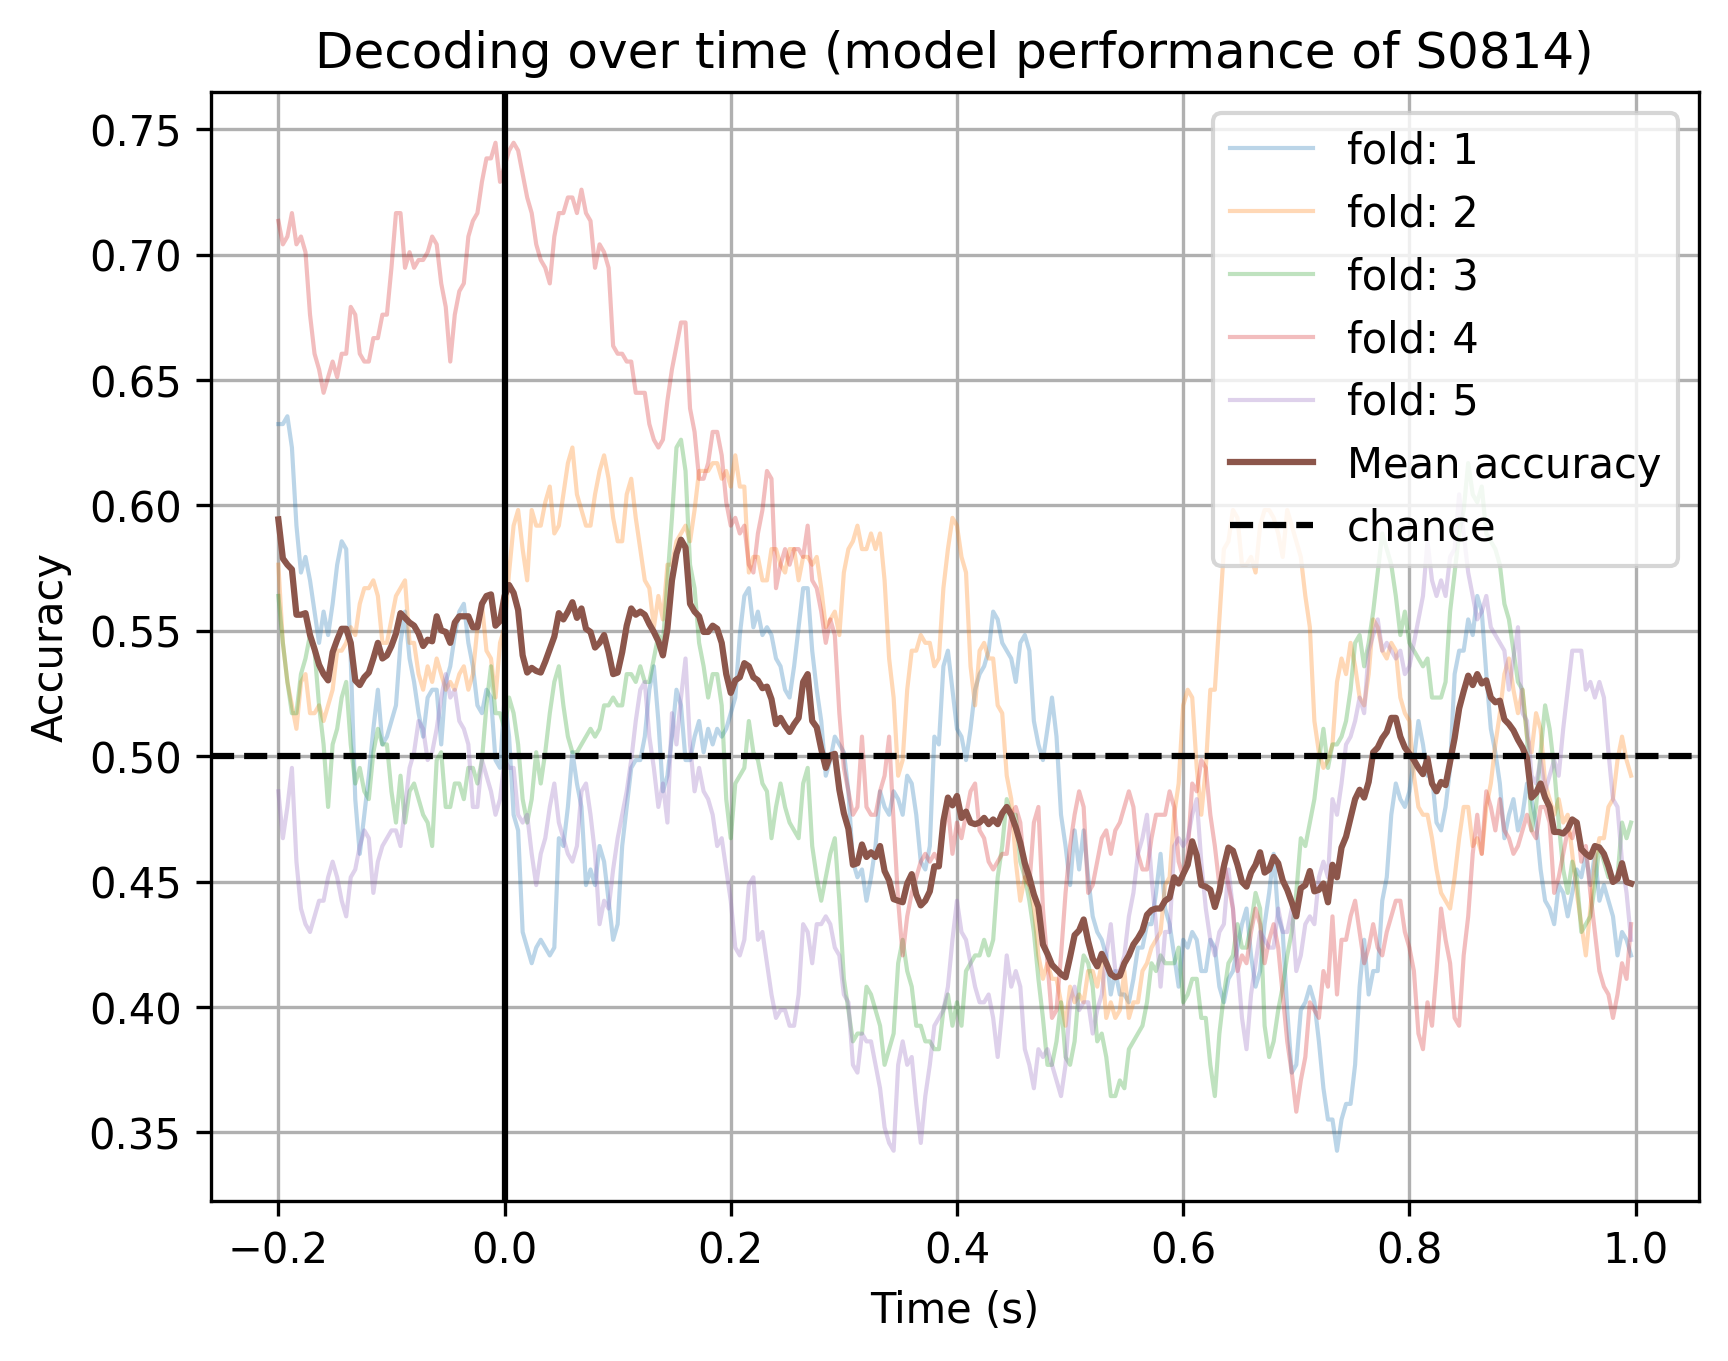 Decoding over time (model performance of S0814)
0.75
0.70
0.65
0.60
0.55
0.50
0.45
0.40
0.35
Accuracy
fold: 1
fold: 2
fold: 3
fold: 4
fold: 5
Mean accuracy
chance
−0.2 0.0 0.2 0.4 0.6 0.8 1.0
Time (s)